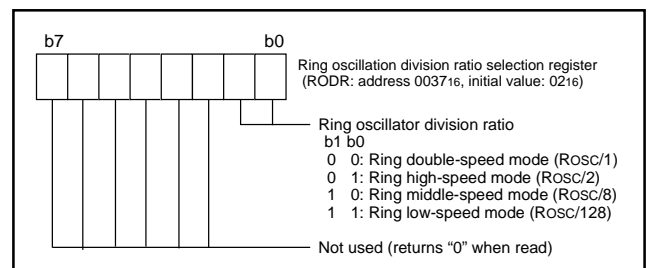 b7 b0
Ring oscillation division ratio selection register
(RODR: address 003716, initial value: 0216)
Ring oscillator division ratio
b1 b0
0 0: Ring double-speed mode (ROSC/1)
0 1: Ring high-speed mode (ROSC/2)
1 0: Ring middle-speed mode (ROSC/8)
1 1: Ring low-speed mode (ROSC/128)
Not used (returns “0” when read)